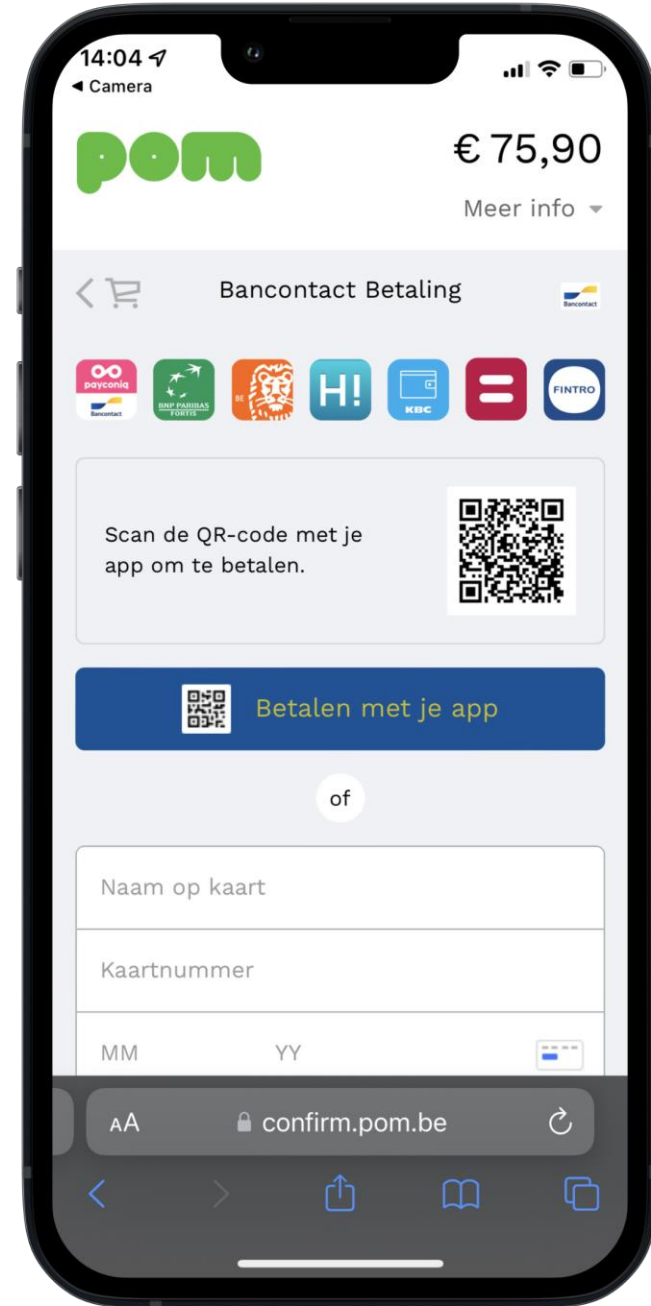 14:04
◀ Camera
pom
€ 75,90
Meer info
Bancontact Betaling
Bancontact
payconiq
Bancontact
BNP PARIBAS
FORTIS
BE
H!
KBC
FINTRO
Scan de QR-code met je
app om te betalen.
Betalen met je app
of
Naam op kaart
Kaartnummer
MM YY
AA confirm.pom.be